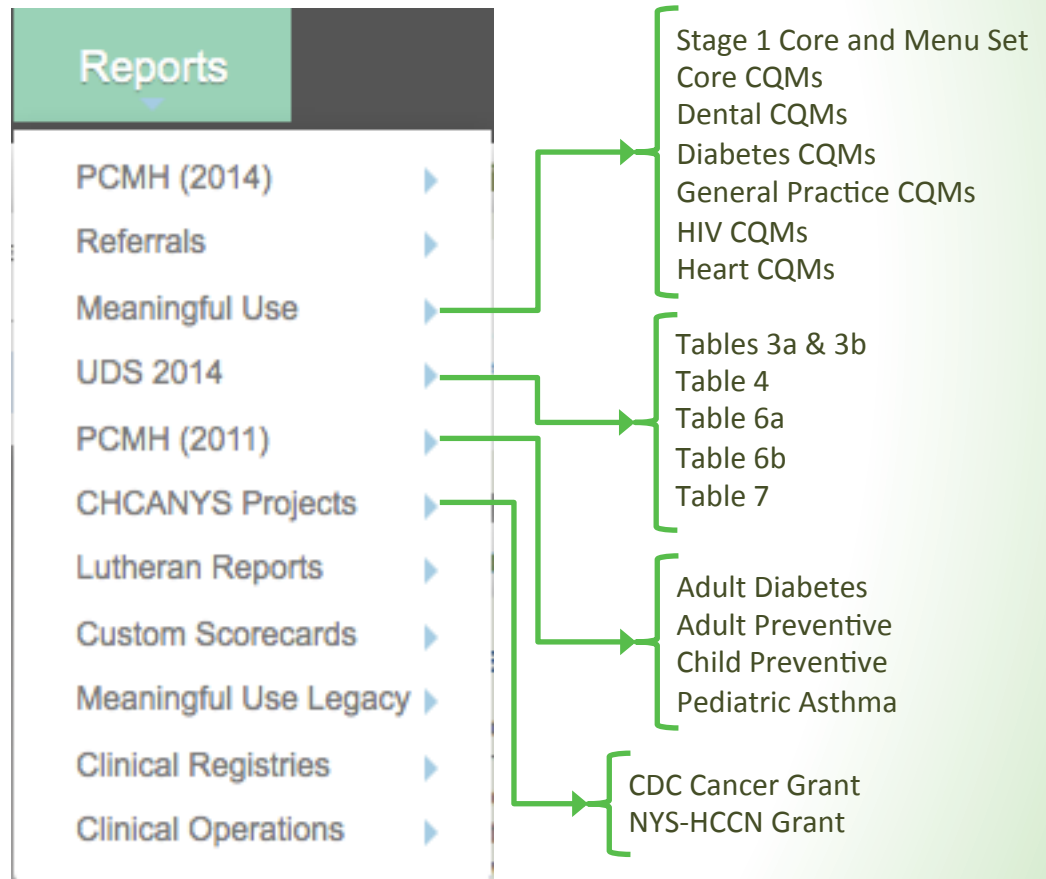 Reports
PCMH (2014)
Referrals
Meaningful Use
UDS 2014
PCMH (2011)
CHCANYS Projects
Lutheran Reports
Custom Scorecards
Meaningful Use Legacy
Clinical Registries
Clinical Operations
Stage 1 Core and Menu Set
Core CQMs
Dental CQMs
Diabetes CQMs
General Practice CQMs
HIV CQMs
Heart CQMs
Tables 3a & 3b
Table 4
Table 6a
Table 6b
Table 7
Adult Diabetes
Adult Preventive
Child Preventive
Pediatric Asthma
CDC Cancer Grant
NYS-HCCN Grant